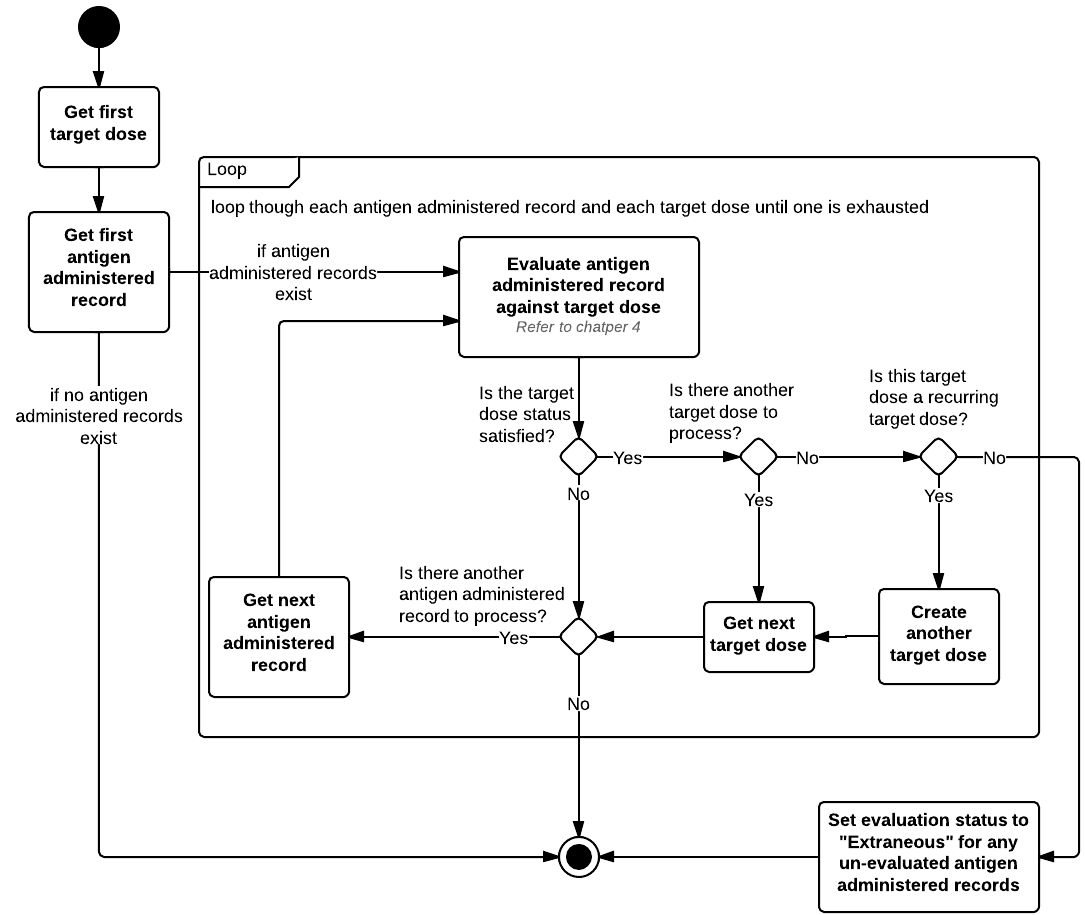 Get first
target dose
Loop
loop though each antigen administered record and each target dose until one is exhausted
Get first
antigen
administered
record
if antigen
administered records
exist
Evaluate antigen
administered record
against target dose
Refer to chatper 4
if no antigen
administered records
exist
Is the target
dose status
satisfied?
Is there another
target dose to
process?
Is this target
dose a recurring
target dose?
Yes
No
No
No
Yes
Yes
Is there another
antigen administered
record to process?
Yes
Get next
antigen
administered
record
Get next
target dose
Create
another
target dose
No
Set evaluation status to
"Extraneous" for any
un-evaluated antigen
administered records